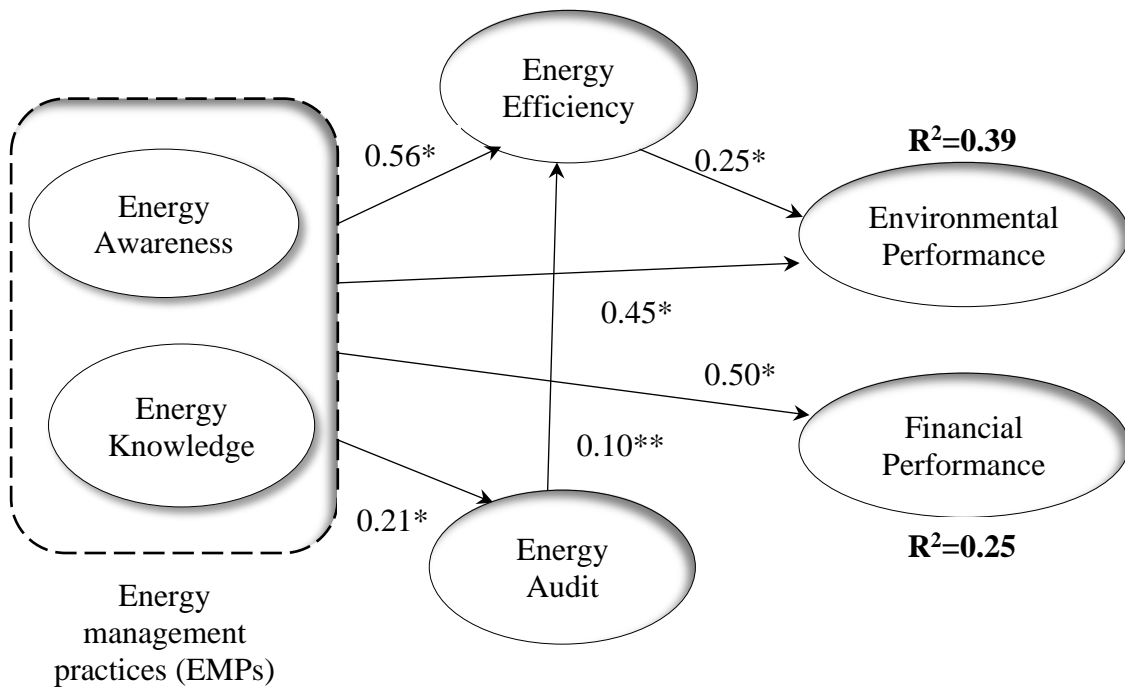 Energy
Efficiency
0.56*
0.25*
R²=0.39
Energy
Awareness
Environmental
Performance
0.45*
0.50*
Energy
Knowledge
0.10**
Financial
Performance
0.21*
Energy
Audit
R²=0.25
Energy
management
practices (EMPs)